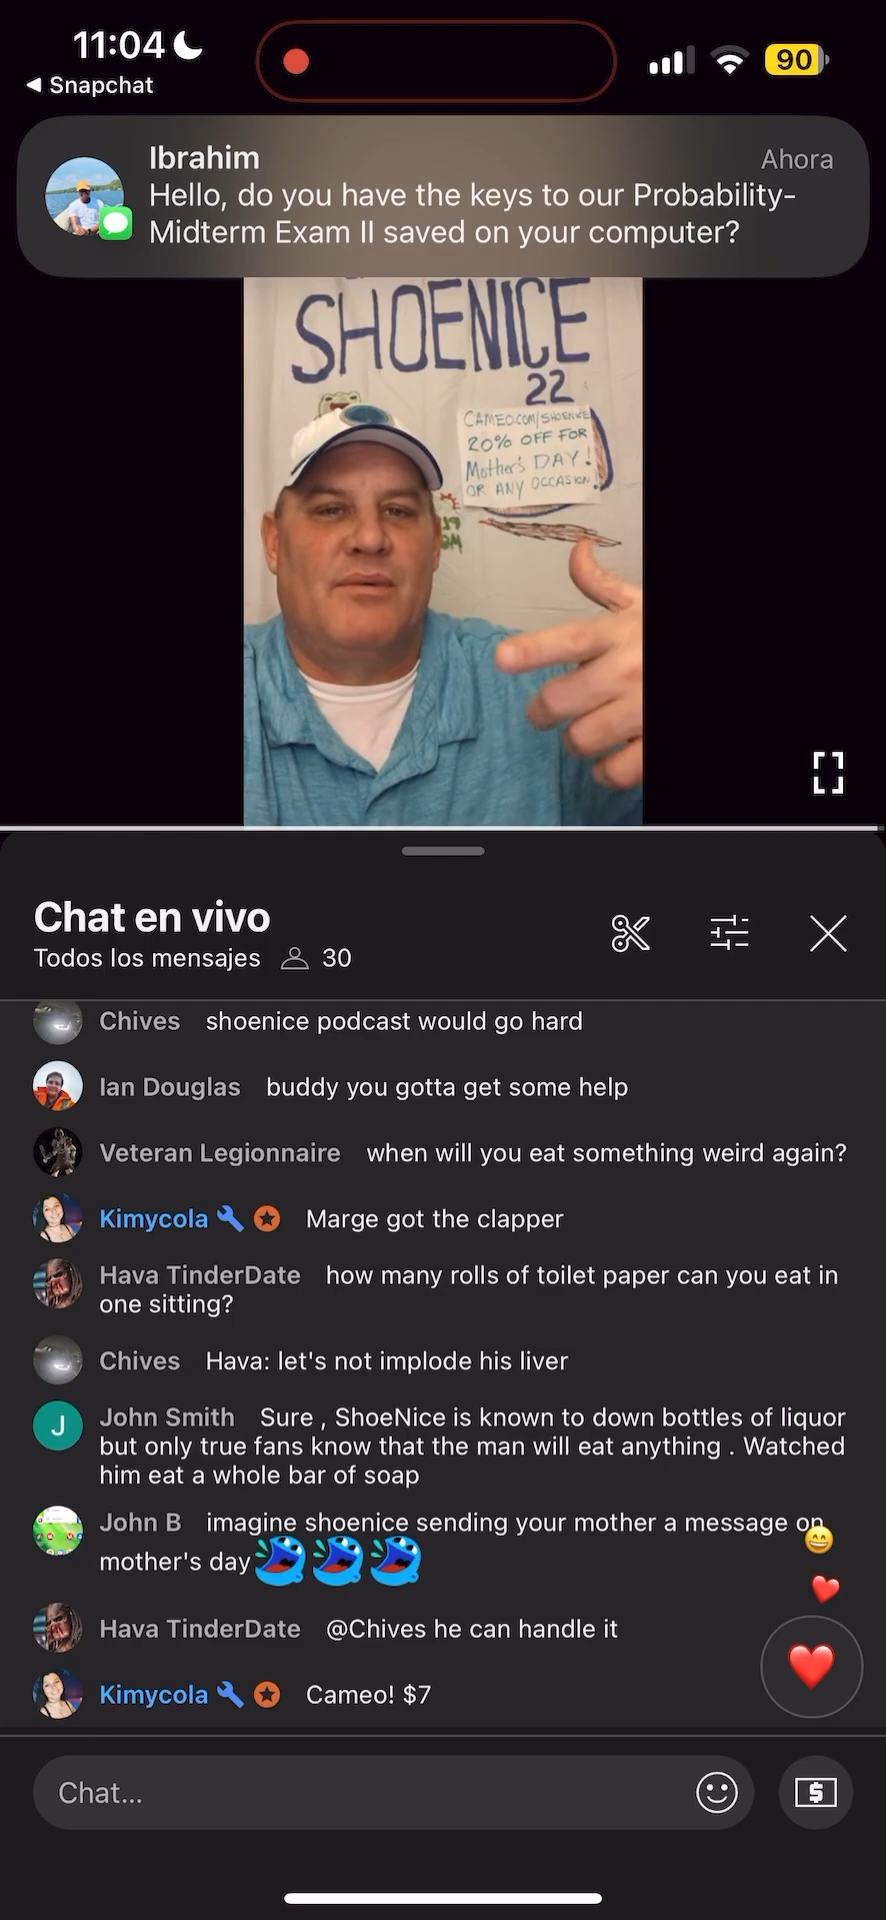 11:04
90
Snapchat
Ibrahim
Ahora
Hello, do you have the keys to our Probability-
Midterm Exam II saved on your computer?
SHOENICE
22
CAMEO.COM/SHOENICE
20% OFF FOR
Mother's DAY!
OR ANY OCCASION!
Chat en vivo
Todos los mensajes 30
Chives shoenice podcast would go hard
Ian Douglas buddy you gotta get some help
Veteran Legionnaire when will you eat something weird again?
Kimycola Marge got the clapper
Hava TinderDate how many rolls of toilet paper can you eat in
one sitting?
Chives Hava: let's not implode his liver
J
John Smith Sure , ShoeNice is known to down bottles of liquor
but only true fans know that the man will eat anything . Watched
him eat a whole bar of soap
John B imagine shoenice sending your mother a message on
mother's day
Hava TinderDate @Chives he can handle it
Kimycola Cameo! $7
Chat...
$